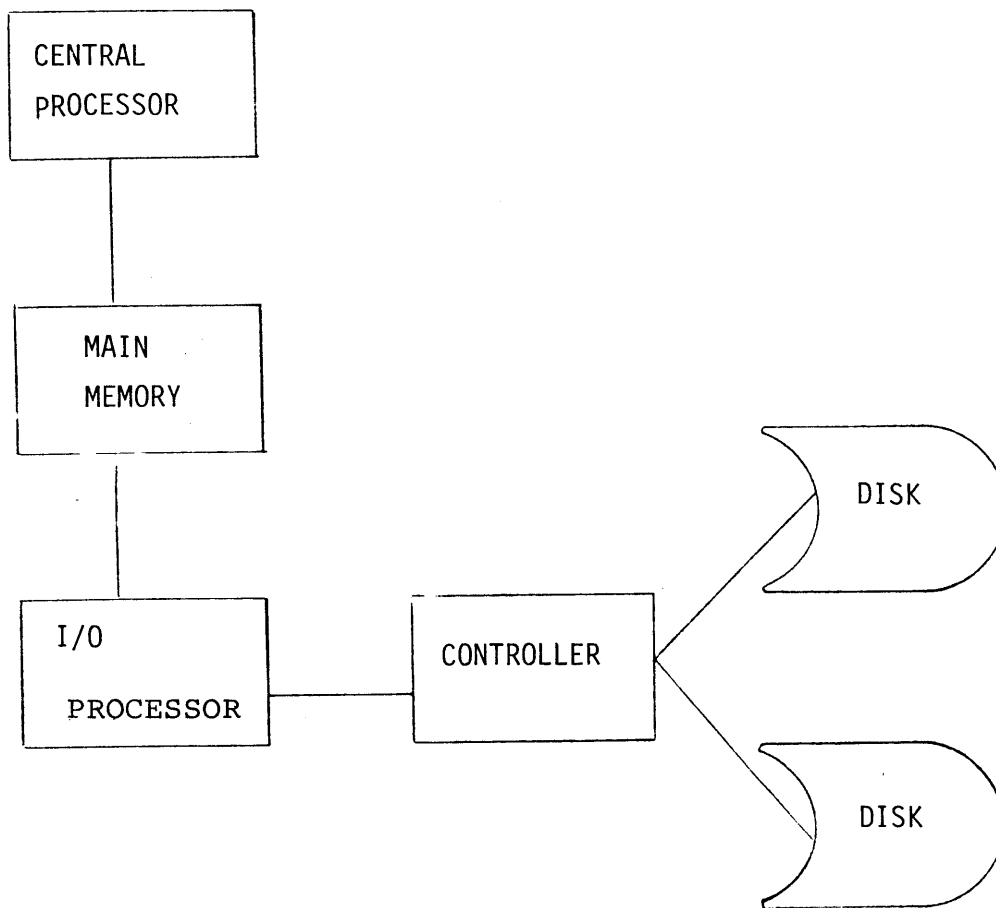 CENTRAL
PROCESSOR
MAIN
MEMORY
I/O
PROCESSOR
CONTROLLER
DISK
DISK